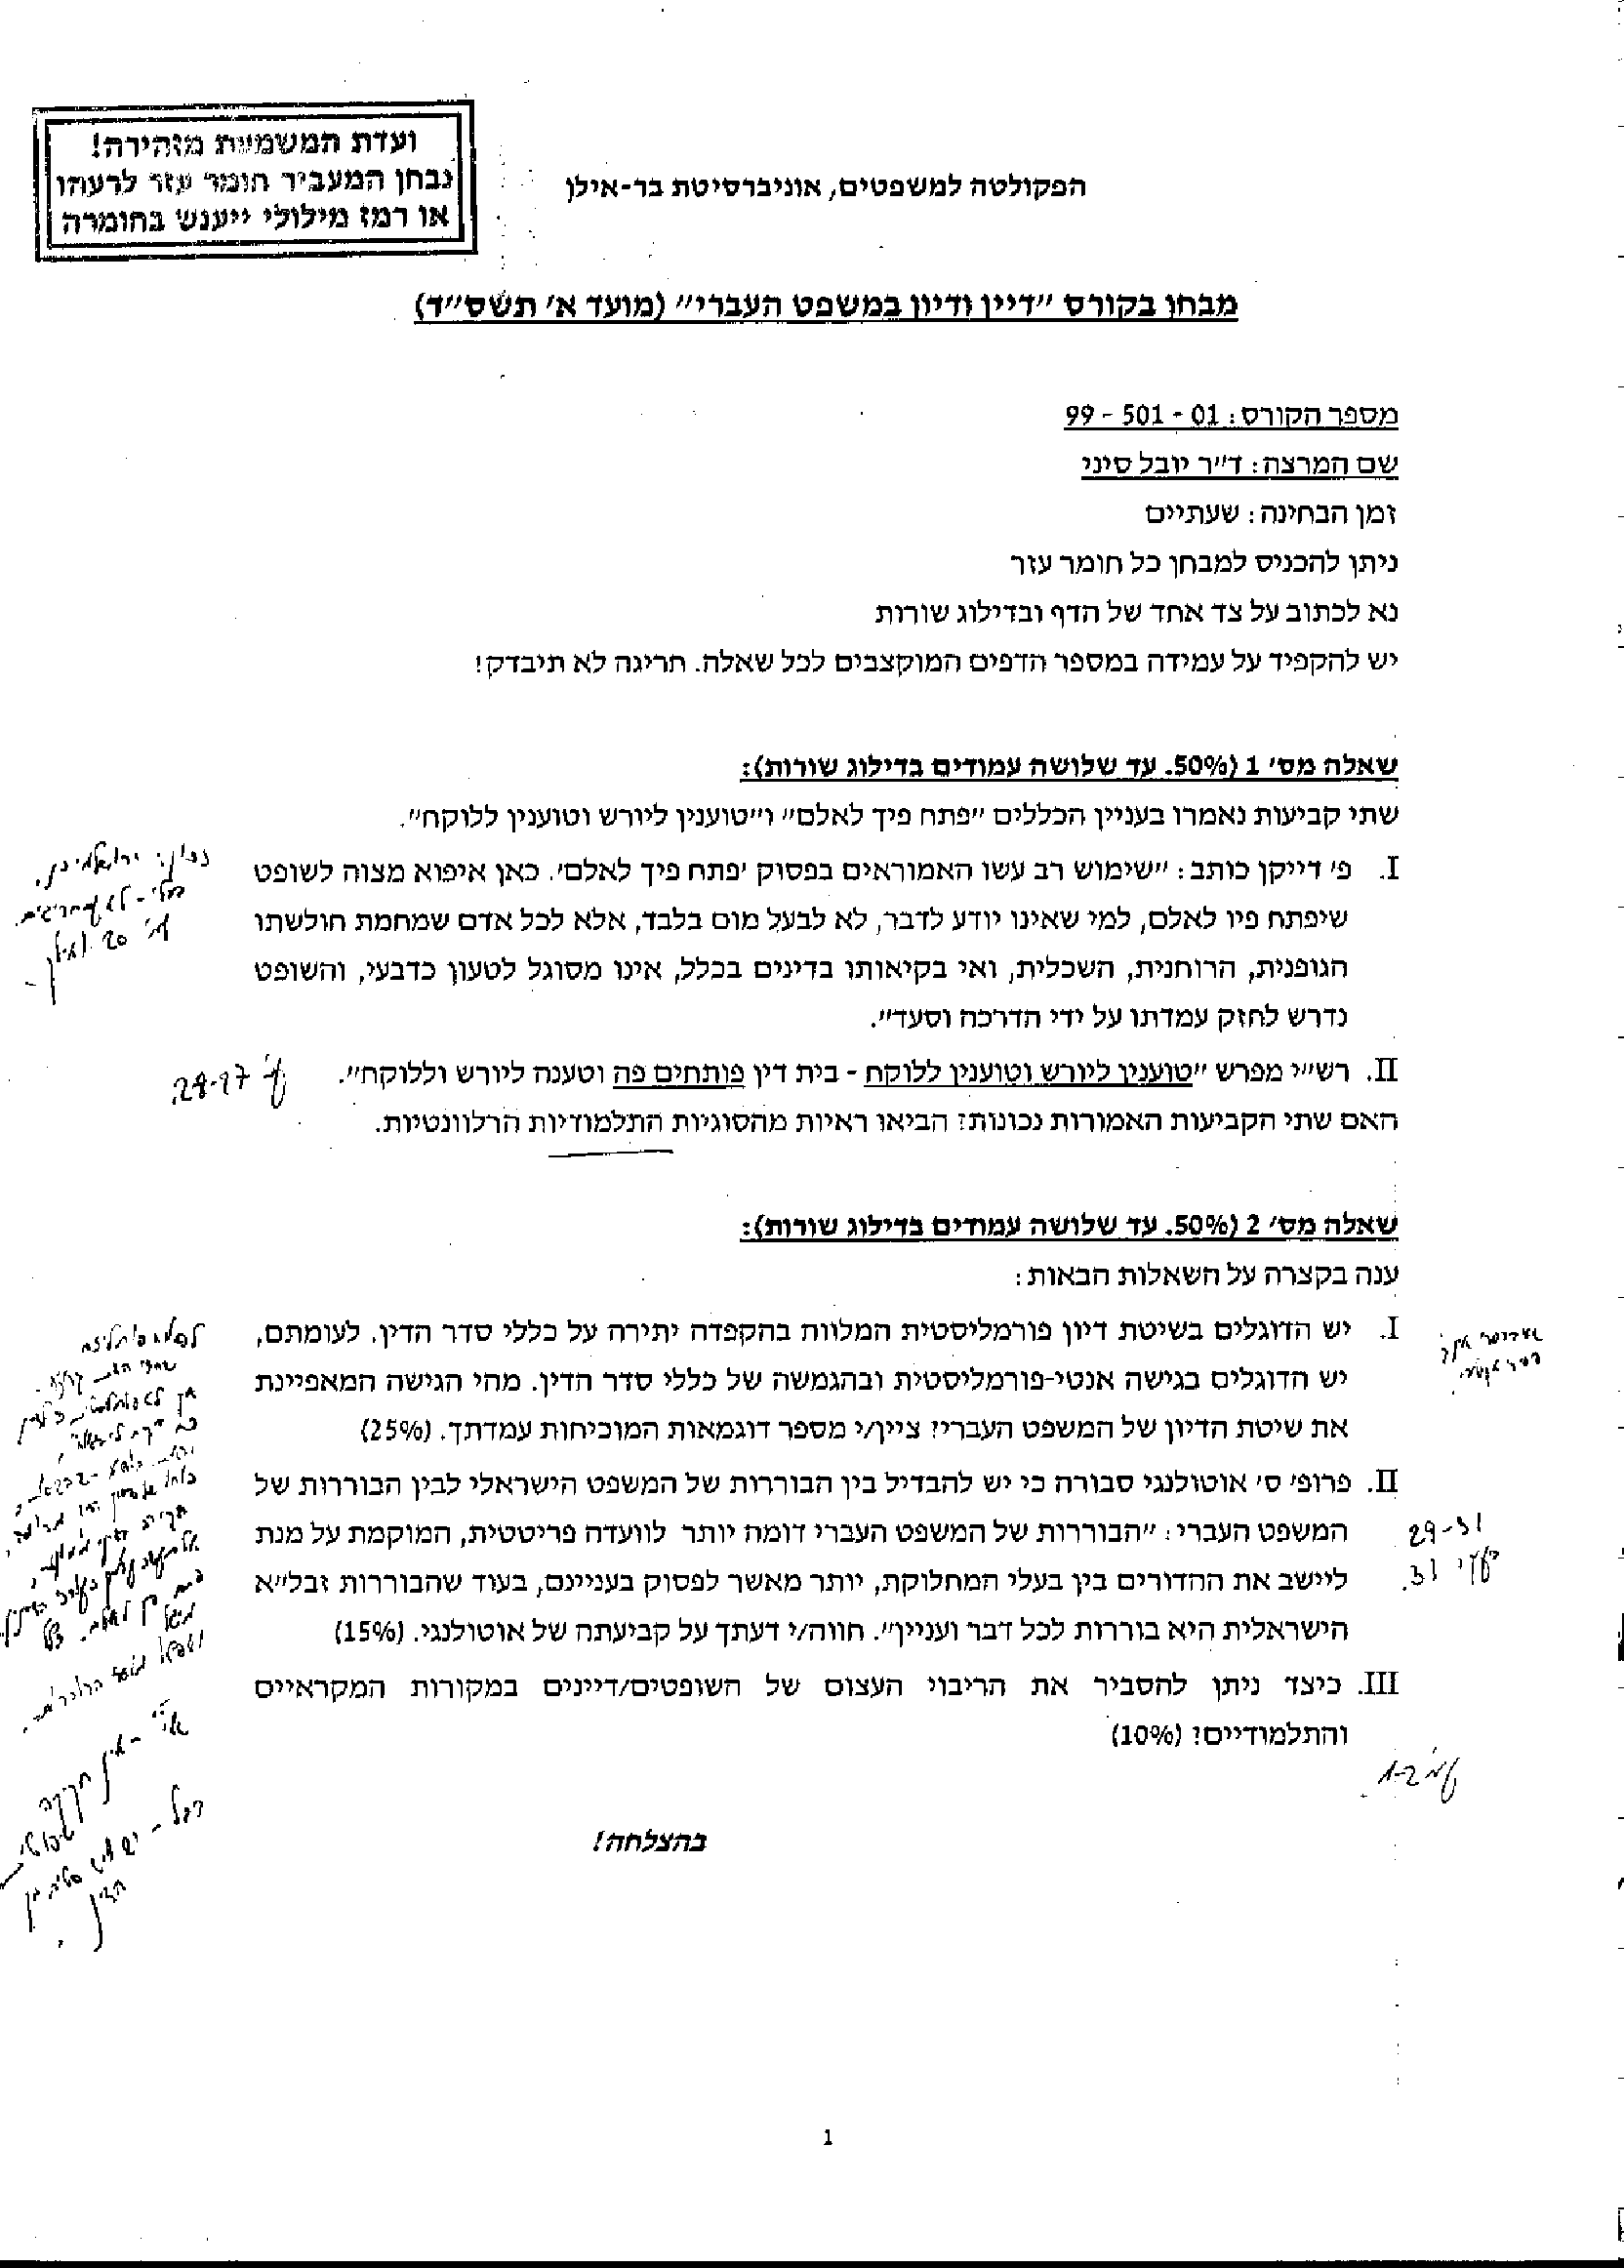 ועדת המשמעת מזהירה!
נבחן המעביר חומר עזר לרעהו
או רמז מילולי ייענש בחומרה
הפקולטה למשפטים, אוניברסיטת בר-אילן
מבחן בקורס "דיין ודיון במשפט העברי" (מועד א' תשס"ד)
מספר הקורס: 01 - 501 - 99
שם המרצה: ד"ר יובל סיני
זמן הבחינה: שעתיים
ניתן להכניס למבחן כל חומר עזר
נא לכתוב על צד אחד של הדף ובדילוג שורות
יש להקפיד על עמידה במספר הדפים המוקצבים לכל שאלה. חריגה לא תיבדק!
שאלה מס' 1 (50%. עד שלושה עמודים בדילוג שורות):
שתי קביעות נאמרו בעניין הכללים "פתח פיך לאלם" ו"טוענין ליורש וטוענין ללוקח".
I. פ' דייקן כותב: "שימוש רב עשו האמוראים בפסוק 'פתח פיך לאלם'. כאן איפוא מצוה לשופט
שיפתח פיו לאלם, למי שאינו יודע לדבר, לא לבעל מום בלבד, אלא לכל אדם שמחמת חולשתו
הגופנית, הרוחנית, השכלית, ואי בקיאותו בדינים בכלל, אינו מסוגל לטעון כדבעי, והשופט
נדרש לחזק עמדתו על ידי הדרכה וסעד".
II. רש"י מפרש "טוענין ליורש וטוענין ללוקח - בית דין פותחים פה וטענה ליורש וללוקח".
עמ' 28-27
האם שתי הקביעות האמורות נכונות? הביאו ראיות מהסוגיות התלמודיות הרלוונטיות.
שאלה מס' 2 (50%. עד שלושה עמודים בדילוג שורות):
ענה בקצרה על השאלות הבאות:
I. יש הדוגלים בשיטת דיון פורמליסטית המלווה בהקפדה יתירה על כללי סדר הדין. לעומתם,
יש הדוגלים בגישה אנטי-פורמליסטית ובהגמשה של כללי סדר הדין. מהי הגישה המאפיינת
את שיטת הדיון של המשפט העברי? ציין/י מספר דוגמאות המוכיחות עמדתך. (25%)
II. פרופ' ס' אוטולנגי סבורה כי יש להבדיל בין הבוררות של המשפט הישראלי לבין הבוררות של
המשפט העברי: "הבוררות של המשפט העברי דומה יותר לוועדה פריטטית, המוקמת על מנת
ליישב את ההדורים בין בעלי המחלוקת, יותר מאשר לפסוק בעניינם, בעוד שהבוררות זבל"א
הישראלית היא בוררות לכל דבר ועניין". חווה/י דעתך על קביעתה של אוטולנגי. (15%)
29-31
31.
III. כיצד ניתן להסביר את הריבוי העצום של השופטים/דיינים במקורות המקראיים
והתלמודיים? (10%)
עמ' 1-2
בהצלחה!
1